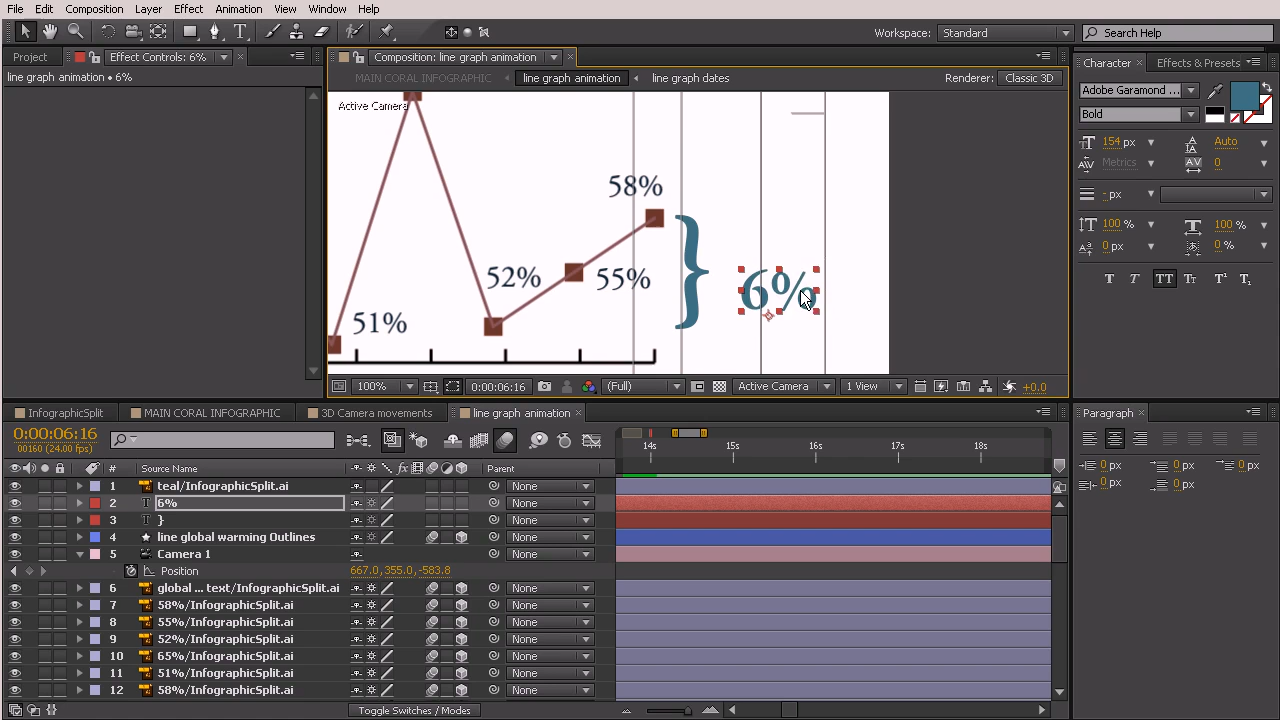 File Edit Composition Layer Effect Animation View Window Help
Workspace: Standard Search Help
Project Effect Controls: 6% Composition: line graph animation Character Effects & Presets
line graph animation • 6%
MAIN CORAL INFOGRAPHIC line graph animation line graph dates Renderer: Classic 3D
Active Camera
Adobe Garamond ...
Bold
154 px Auto
Metrics 0
- px
100 % 100 %
0 px 0 %
T T TT Tr T¹ T₁
58%
52%
55%
51%
} 6%
100% 0:00:06:16 (Full) Active Camera 1 View +0.0
InfographicSplit MAIN CORAL INFOGRAPHIC 3D Camera movements line graph animation Paragraph
0:00:06:16
00160 (24.00 fps)
14s 15s 16s 17s 18s
# Source Name fx Parent
1 teal/InfographicSplit.ai None
2 T 6% None
3 T } None
4 line global warming Outlines None
5 Camera 1 None
Position 667.0,355.0,-583.8
6 global ... text/InfographicSplit.ai None
7 58%/InfographicSplit.ai None
8 55%/InfographicSplit.ai None
9 52%/InfographicSplit.ai None
10 65%/InfographicSplit.ai None
11 51%/InfographicSplit.ai None
12 58%/InfographicSplit.ai None
0 px 0 px 0 px
0 px 0 px
Toggle Switches / Modes